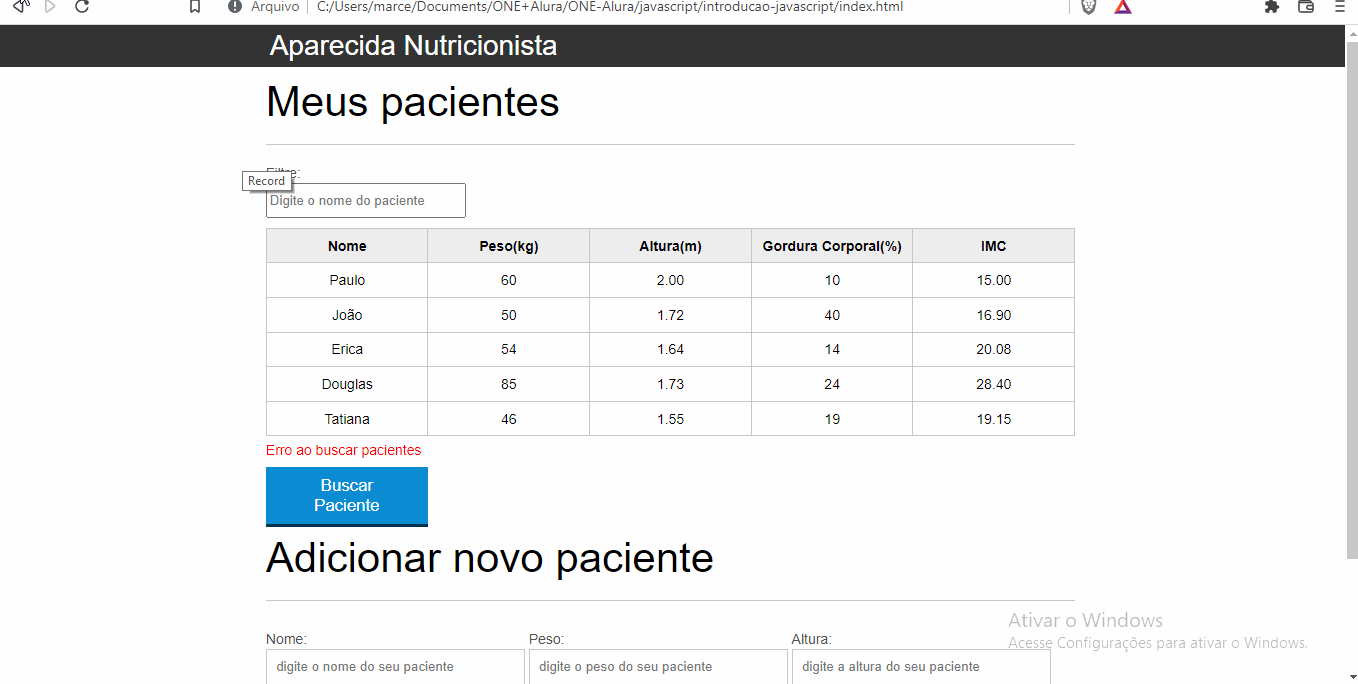 Arquivo C:/Users/marce/Documents/ONE+Alura/ONE-Alura/javascript/introducao-javascript/index.html
Aparecida Nutricionista
Meus pacientes
Record
Digite o nome do paciente
Nome Peso(kg) Altura(m) Gordura Corporal(%) IMC
Paulo 60 2.00 10 15.00
João 50 1.72 40 16.90
Erica 54 1.64 14 20.08
Douglas 85 1.73 24 28.40
Tatiana 46 1.55 19 19.15
Erro ao buscar pacientes
Buscar
Paciente
Adicionar novo paciente
Ativar o Windows
Acesse Configurações para ativar o Windows.
Nome: Peso: Altura:
digite o nome do seu paciente digite o peso do seu paciente digite a altura do seu paciente